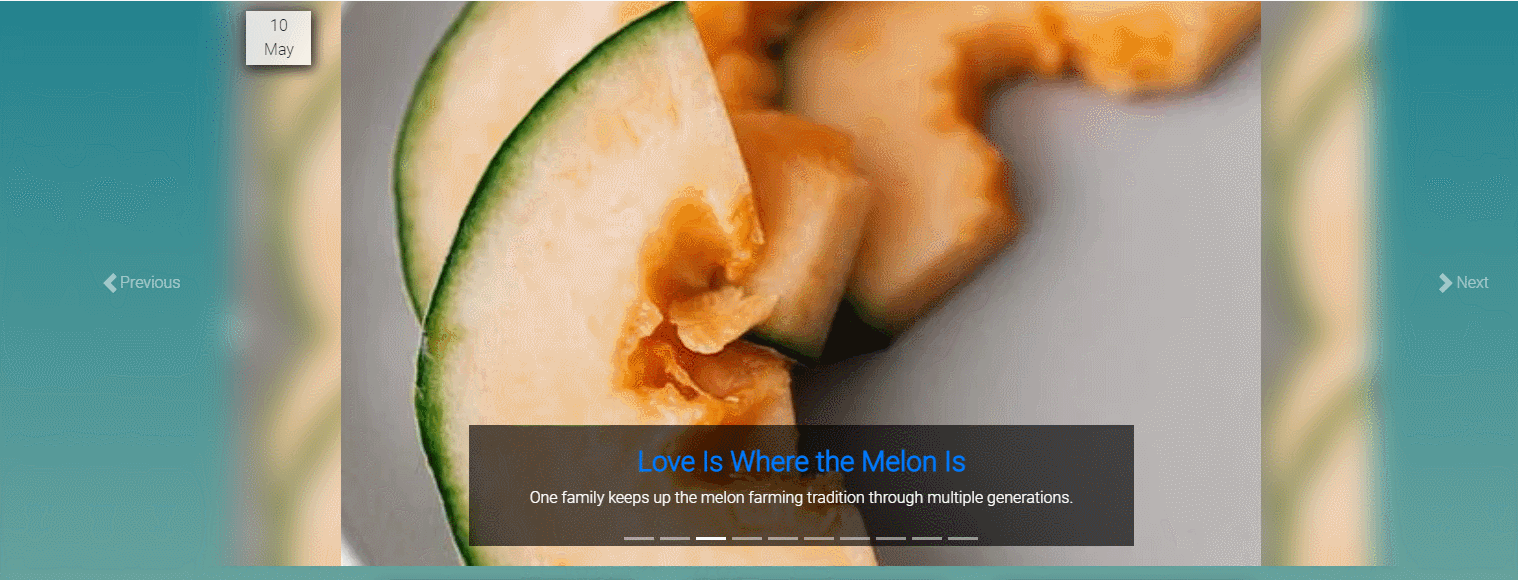 10
May
Previous
Next
Love Is Where the Melon Is
One family keeps up the melon farming tradition through multiple generations.